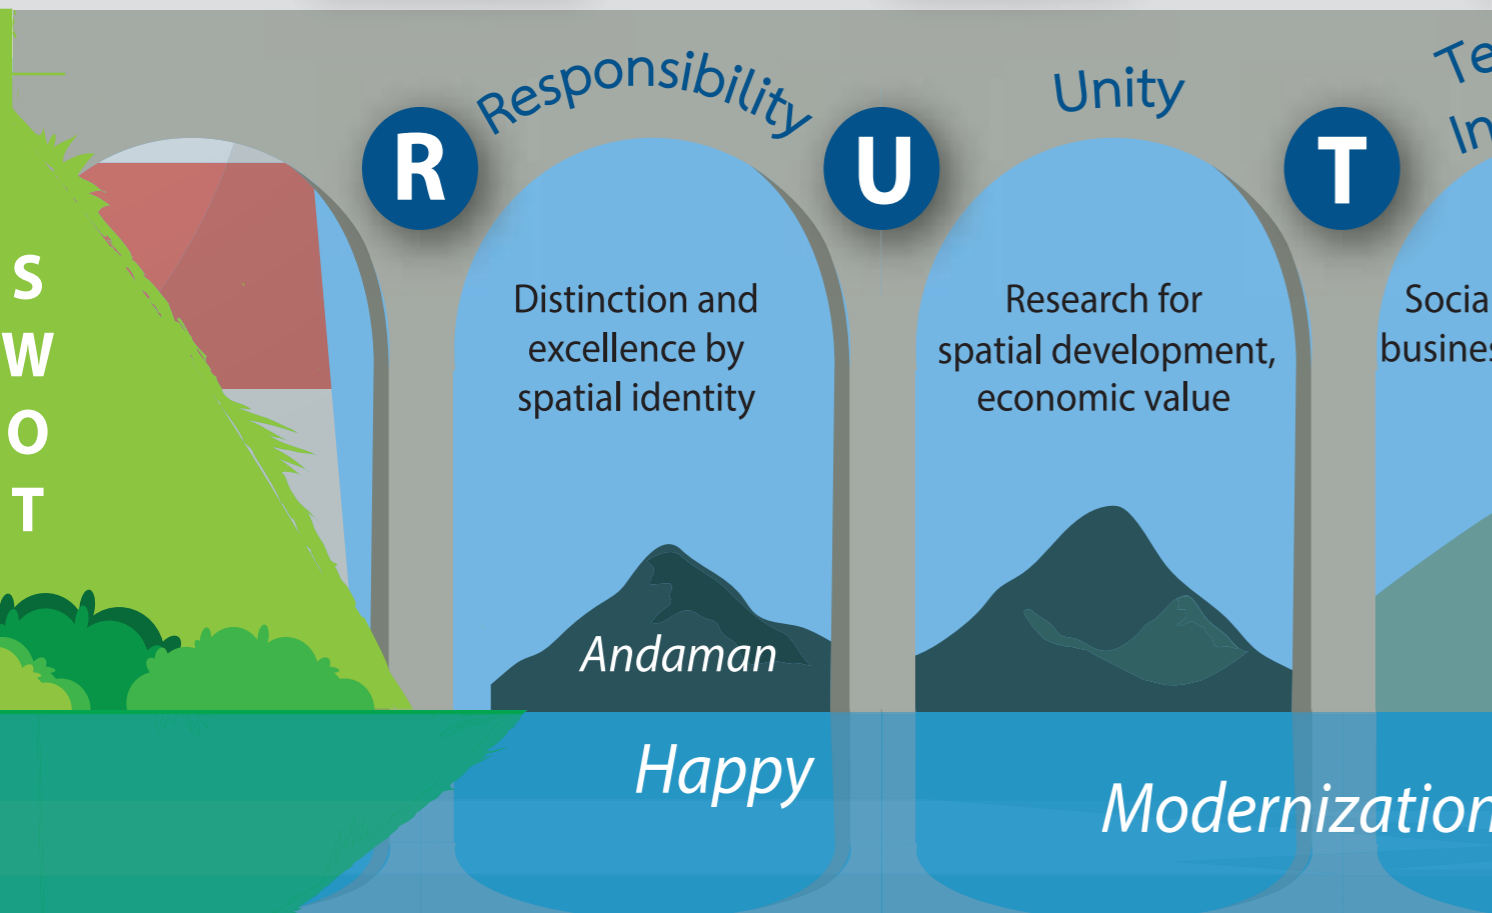 S
W
O
T
R
Responsibility
Distinction and
excellence by
spatial identity
Andaman
Happy
U
Unity
Research for
spatial development,
economic value
Modernization
T